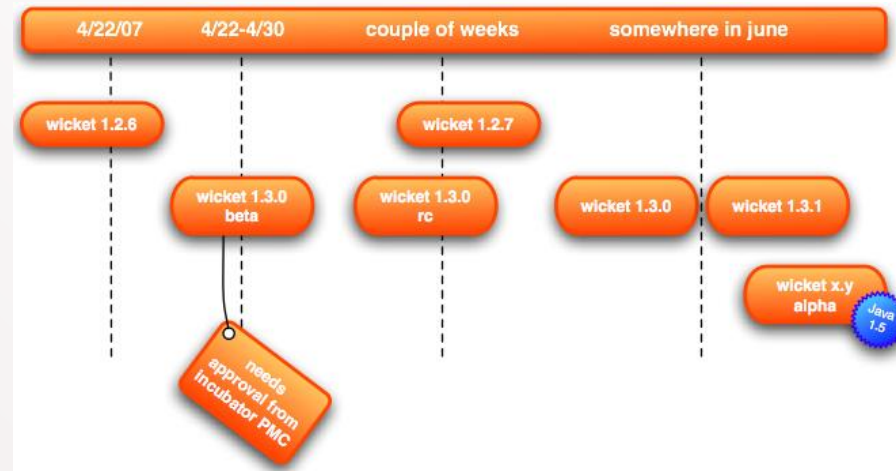 4/22/07 4/22-4/30 couple of weeks somewhere in june
wicket 1.2.6 wicket 1.2.7
wicket 1.3.0
beta
wicket 1.3.0
rc
wicket 1.3.0 wicket 1.3.1
wicket x.y
alpha
Java
1.5
needs
approval from
incubator PMC